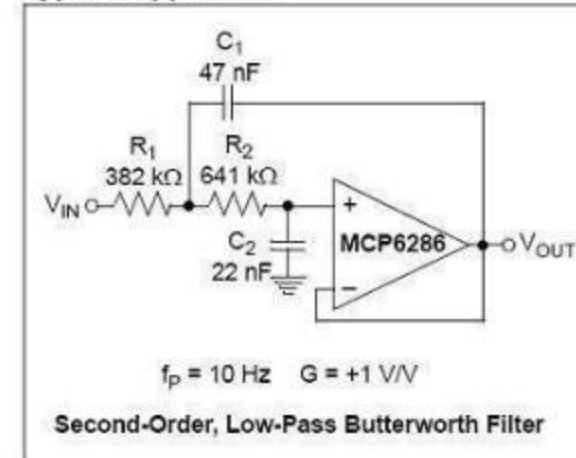 C1
47 nF
R1
R2
382 kΩ
641 kΩ
VIN
+
MCP6286
VOUT
C2
22 nF
−
fP = 10 Hz G = +1 V/V
Second-Order, Low-Pass Butterworth Filter